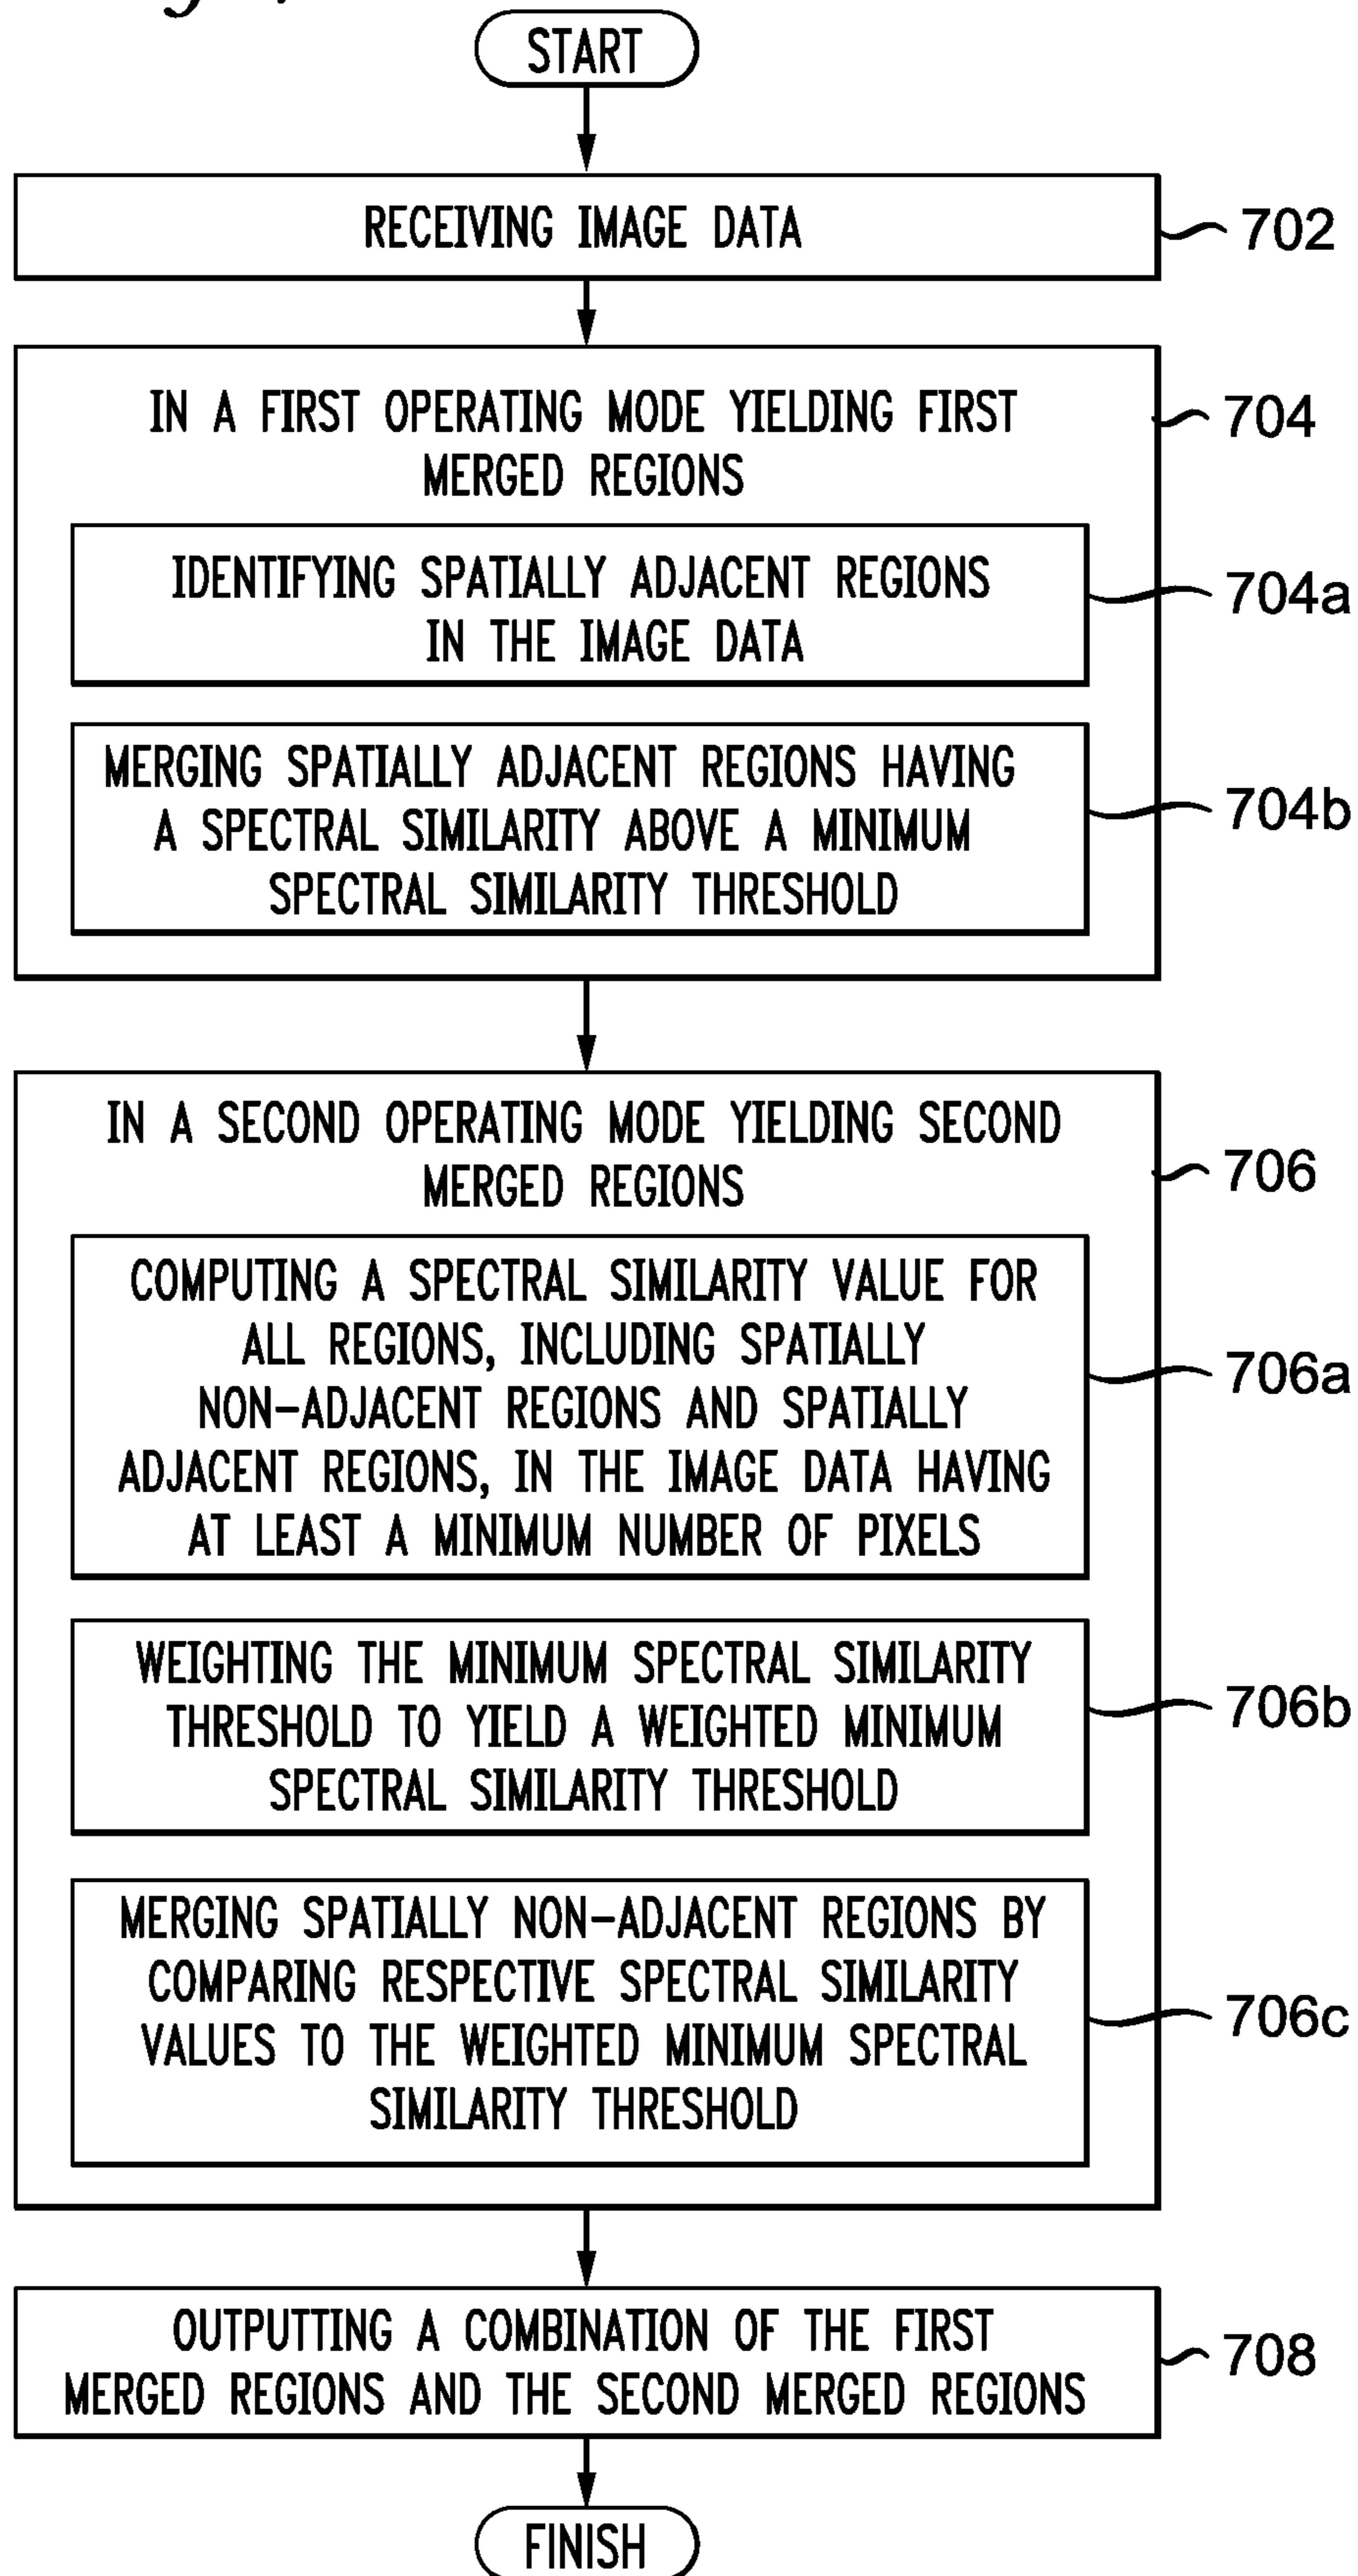 START
RECEIVING IMAGE DATA
702
IN A FIRST OPERATING MODE YIELDING FIRST
MERGED REGIONS
704
IDENTIFYING SPATIALLY ADJACENT REGIONS
IN THE IMAGE DATA
704a
MERGING SPATIALLY ADJACENT REGIONS HAVING
A SPECTRAL SIMILARITY ABOVE A MINIMUM
SPECTRAL SIMILARITY THRESHOLD
704b
IN A SECOND OPERATING MODE YIELDING SECOND
MERGED REGIONS
706
COMPUTING A SPECTRAL SIMILARITY VALUE FOR
ALL REGIONS, INCLUDING SPATIALLY
NON-ADJACENT REGIONS AND SPATIALLY
ADJACENT REGIONS, IN THE IMAGE DATA HAVING
AT LEAST A MINIMUM NUMBER OF PIXELS
706a
WEIGHTING THE MINIMUM SPECTRAL SIMILARITY
THRESHOLD TO YIELD A WEIGHTED MINIMUM
SPECTRAL SIMILARITY THRESHOLD
706b
MERGING SPATIALLY NON-ADJACENT REGIONS BY
COMPARING RESPECTIVE SPECTRAL SIMILARITY
VALUES TO THE WEIGHTED MINIMUM SPECTRAL
SIMILARITY THRESHOLD
706c
OUTPUTTING A COMBINATION OF THE FIRST
MERGED REGIONS AND THE SECOND MERGED REGIONS
708
FINISH